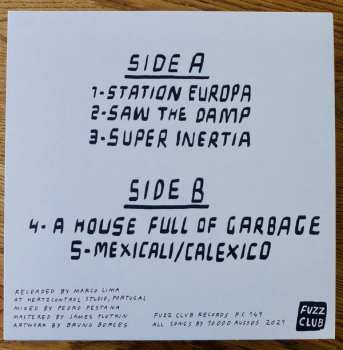 SIDE A
1-STATION EUROPA
2-SAW THE DAMP
3-SUPER INERTIA
SIDE B
4-A HOUSE FULL OF GARBAGE
5-MEXICALI/CALEXICO
RELOADED BY MARCO LIMA
AT HERTZCONTROL STUDIO, PORTUGAL
MIXED BY PEDRO PESTANA
MASTERED BY JAMES PLOTKIN
ARTWORK BY BRUNO BORGES
FUZZ CLUB RECORDS F.C 149
ALL SONGS BY 10000 RUSSOS 2021
FUZZ
CLUB